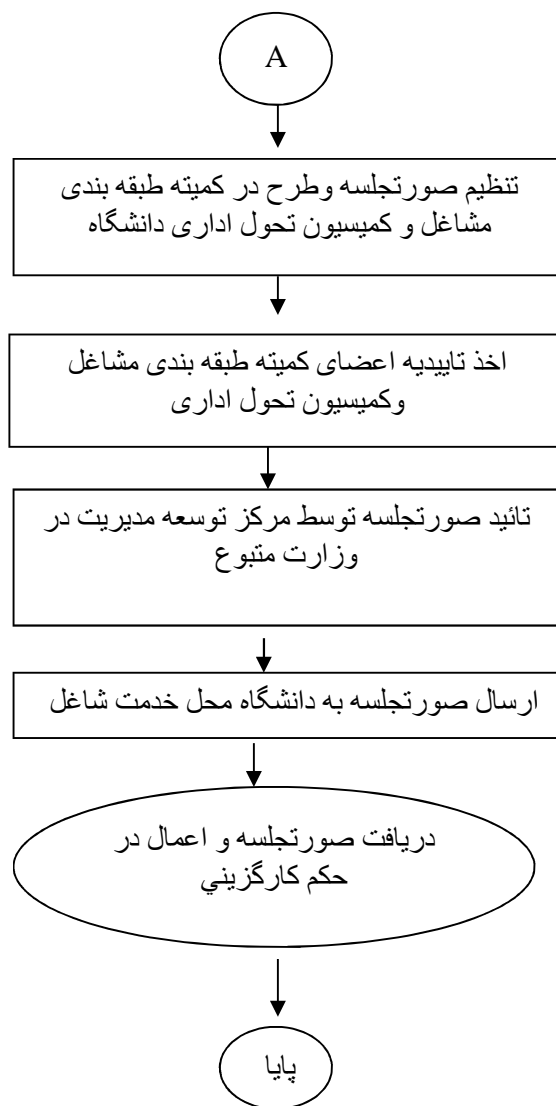 A
تنظیم صورتجلسه وطرح در کمیته طبقه بندی
مشاغل و کمیسیون تحول اداری دانشگاه
اخذ تاییدیه اعضای کمیته طبقه بندی مشاغل
وکمیسیون تحول اداری
تائید صورتجلسه توسط مرکز توسعه مدیریت در
وزارت متبوع
ارسال صورتجلسه به دانشگاه محل خدمت شاغل
دریافت صورتجلسه و اعمال در
حکم کارگزیني
پایا